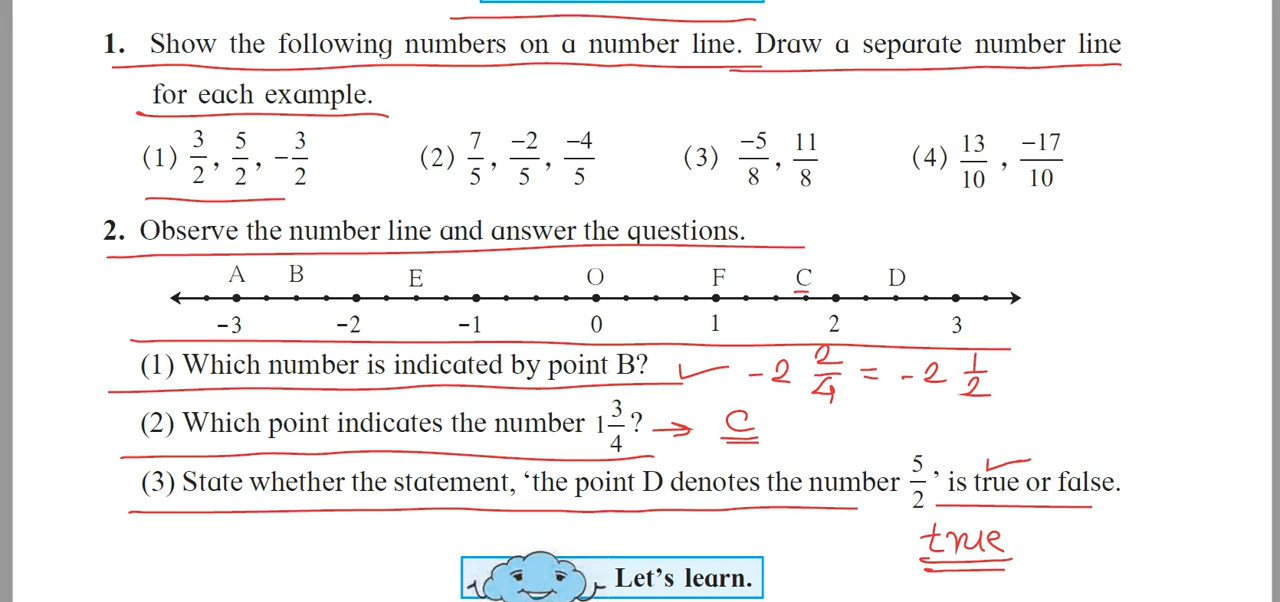 1. Show the following numbers on a number line. Draw a separate number line
for each example.
(1) 3/2, 5/2, -3/2 (2) 7/5, -2/5, -4/5 (3) -5/8, 11/8 (4) 13/10, -17/10
2. Observe the number line and answer the questions.
A B E O F C D
-3 -2 -1 0 1 2 3
(1) Which number is indicated by point B? ✓ -2 2/4 = -2 1/2
(2) Which point indicates the number 1 3/4? → C
(3) State whether the statement, ‘the point D denotes the number 5/2’ is true or false.
true
Let’s learn.